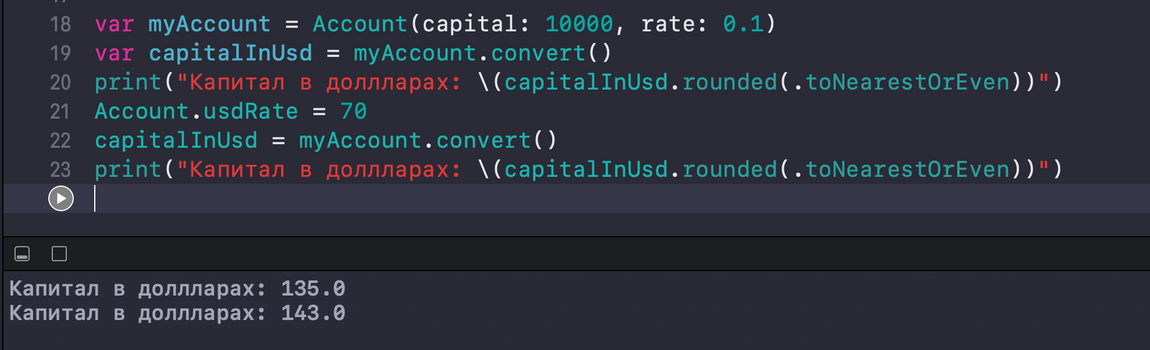 18 var myAccount = Account(capital: 10000, rate: 0.1)
19 var capitalInUsd = myAccount.convert()
20 print("Капитал в доллларах: \(capitalInUsd.rounded(.toNearestOrEven))")
21 Account.usdRate = 70
22 capitalInUsd = myAccount.convert()
23 print("Капитал в доллларах: \(capitalInUsd.rounded(.toNearestOrEven))")
Капитал в доллларах: 135.0
Капитал в доллларах: 143.0